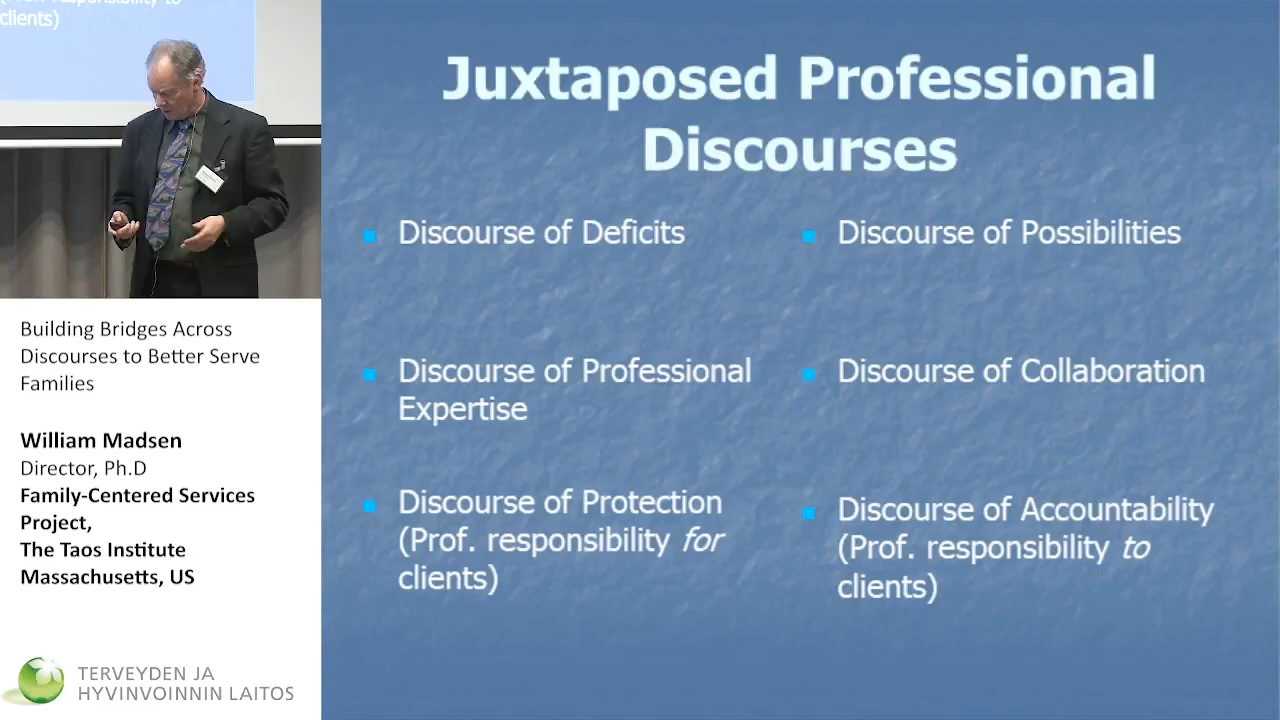 (Prof. responsibility to
clients)
Building Bridges Across
Discourses to Better Serve
Families
William Madsen
Director, Ph.D
Family-Centered Services
Project,
The Taos Institute
Massachusetts, US
TERVEYDEN JA
HYVINVOINNIN LAITOS
Juxtaposed Professional
Discourses
Discourse of Deficits
Discourse of Professional
Expertise
Discourse of Protection
(Prof. responsibility for
clients)
Discourse of Possibilities
Discourse of Collaboration
Discourse of Accountability
(Prof. responsibility to
clients)